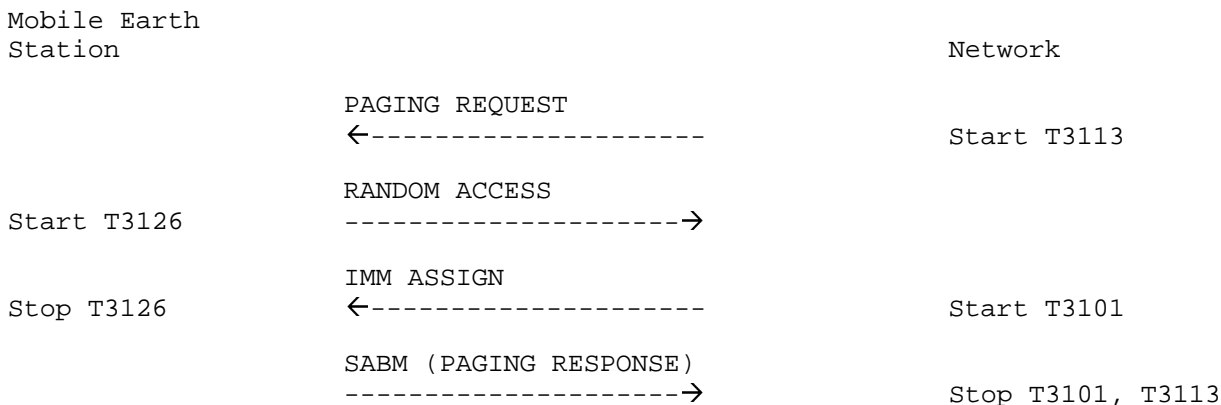 Mobile Earth
Station Network
PAGING REQUEST
←--------------------- Start T3113
RANDOM ACCESS
Start T3126 ---------------------→
IMM ASSIGN
Stop T3126 ←--------------------- Start T3101
SABM (PAGING RESPONSE)
---------------------→ Stop T3101, T3113